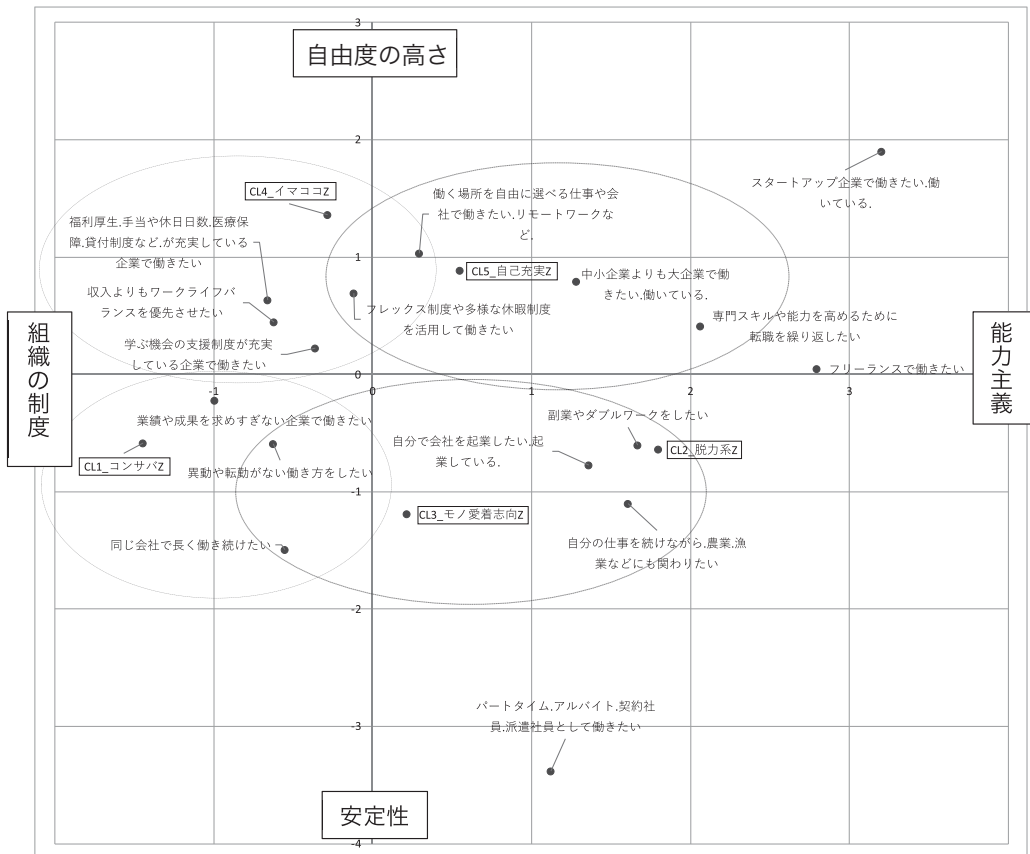 3
自由度の高さ
2
スタートアップ企業で働きたい.働
いている.
CL4_イマココZ
働く場所を自由に選べる仕事や会
社で働きたい.リモートワークな
ど.
福利厚生.手当や休日日数.医療保
障.貸付制度など.が充実している
企業で働きたい
1
CL5_自己充実Z
中小企業よりも大企業で働
きたい.働いている.
収入よりもワークライフバ
ランスを優先させたい
フレックス制度や多様な休暇制度
を活用して働きたい
専門スキルや能力を高めるために
転職を繰り返したい
学ぶ機会の支援制度が充実
している企業で働きたい
組織の制度
能力主義
0
フリーランスで働きたい
-1
0
1
2
3
業績や成果を求めすぎない企業で働きたい
副業やダブルワークをしたい
CL1_コンサバZ
異動や転勤がない働き方をしたい
自分で会社を起業したい.起
業している.
CL2_脱力系Z
-1
CL3_モノ愛着志向Z
同じ会社で長く働き続けたい
自分の仕事を続けながら.農業.漁
業などにも関わりたい
-2
パートタイム.アルバイト.契約社
員.派遣社員として働きたい
-3
安定性
-4